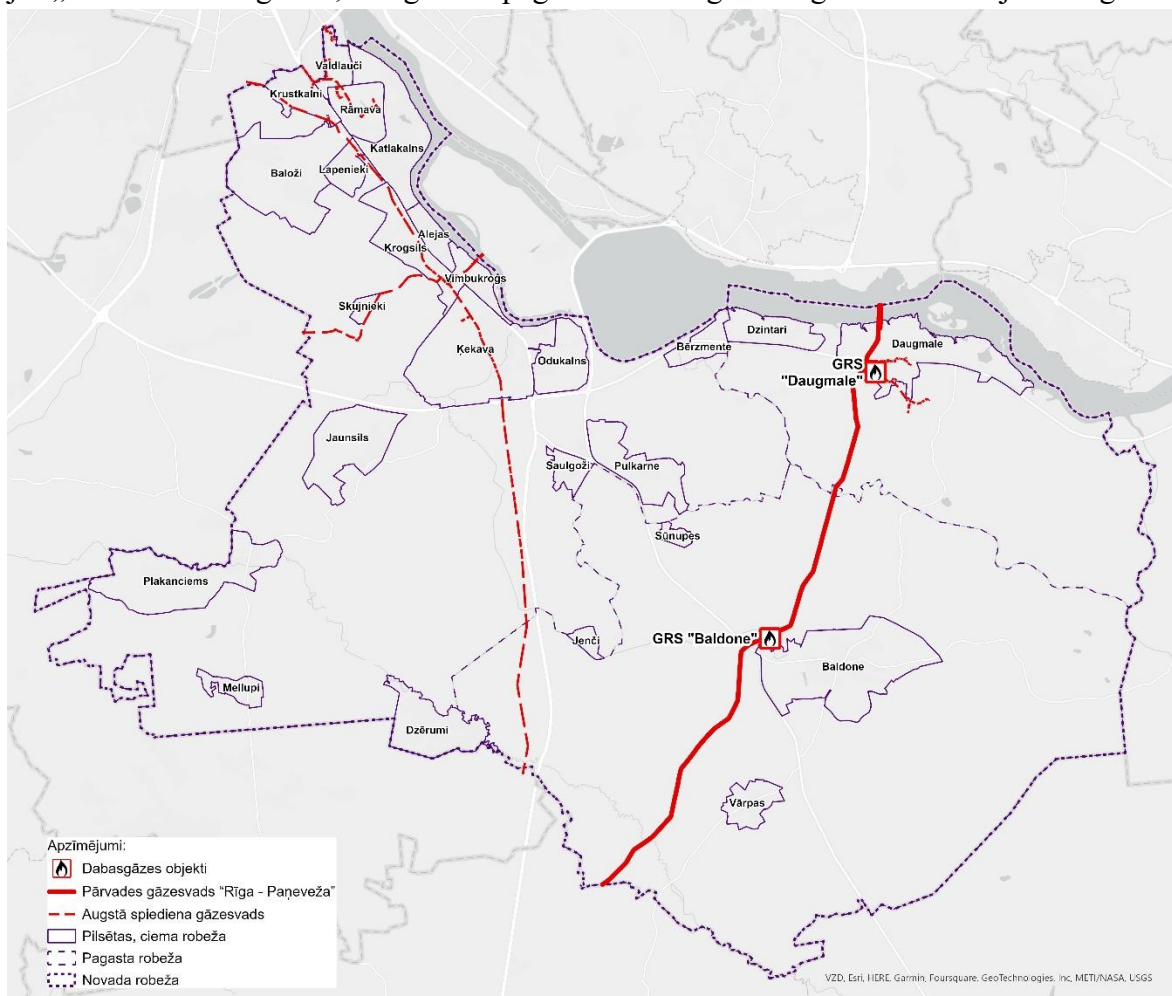 Valdlauči
Krustkalni
Rāmava
Katlakalns
Baloži
Lapenieki
Alejas
Krogsils
Vimbukrogs
Skujnieki
Ķekava
Odukalns
Bērzmente
Dzintari
Daugmale
GRS
"Daugmale"
Jaunsils
Saulgoži
Pulkarne
Sūnupes
Plakanciems
Jenči
GRS "Baldone"
Baldone
Mellupi
Dzērumi
Vārpas
Apzīmējumi:
Dabasgāzes objekti
Pārvades gāzesvads "Rīga - Paņeveža"
Augstā spiediena gāzesvads
Pilsētas, ciema robeža
Pagasta robeža
Novada robeža
VZD, Esri, HERE, Garmin, Foursquare, GeoTechnologies, Inc, METI/NASA, USGS